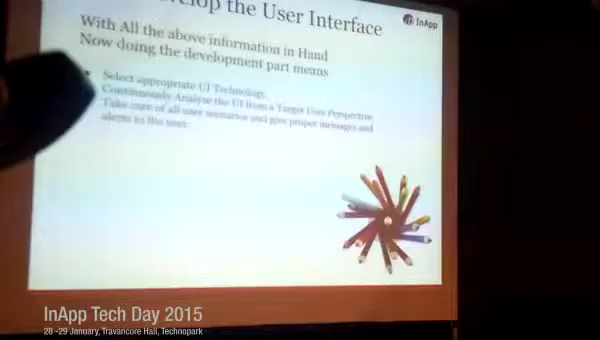 the User Interface
InApp
With All the above information in Hand
Now doing the development part means
Select appropriate UI Technology.
Continuously Analyse the UI from a Target User Perspective
Take care of all user scenarios and give proper messages and
alerts to the user.
InApp Tech Day 2015
28 -29 January, Travancore Hall, Technopark